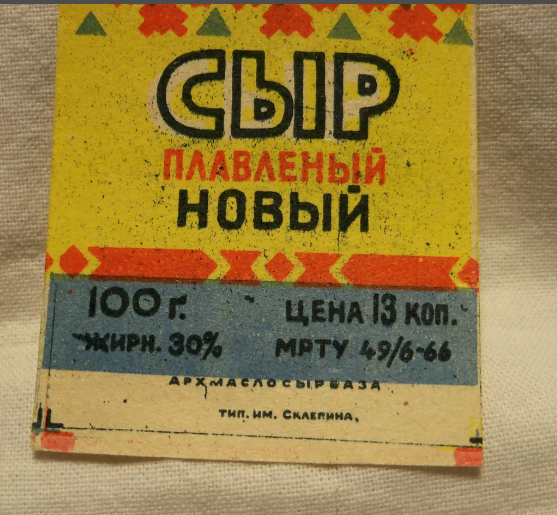 СЫР
ПЛАВЛЕНЫЙ
НОВЫЙ
100 г. ЦЕНА 13 коп.
ЖИРН. 30% МРТУ 49/6-66
АРХМАСЛОСЫРБАЗА
ТИП. ИМ. СКЛЕПИНА.